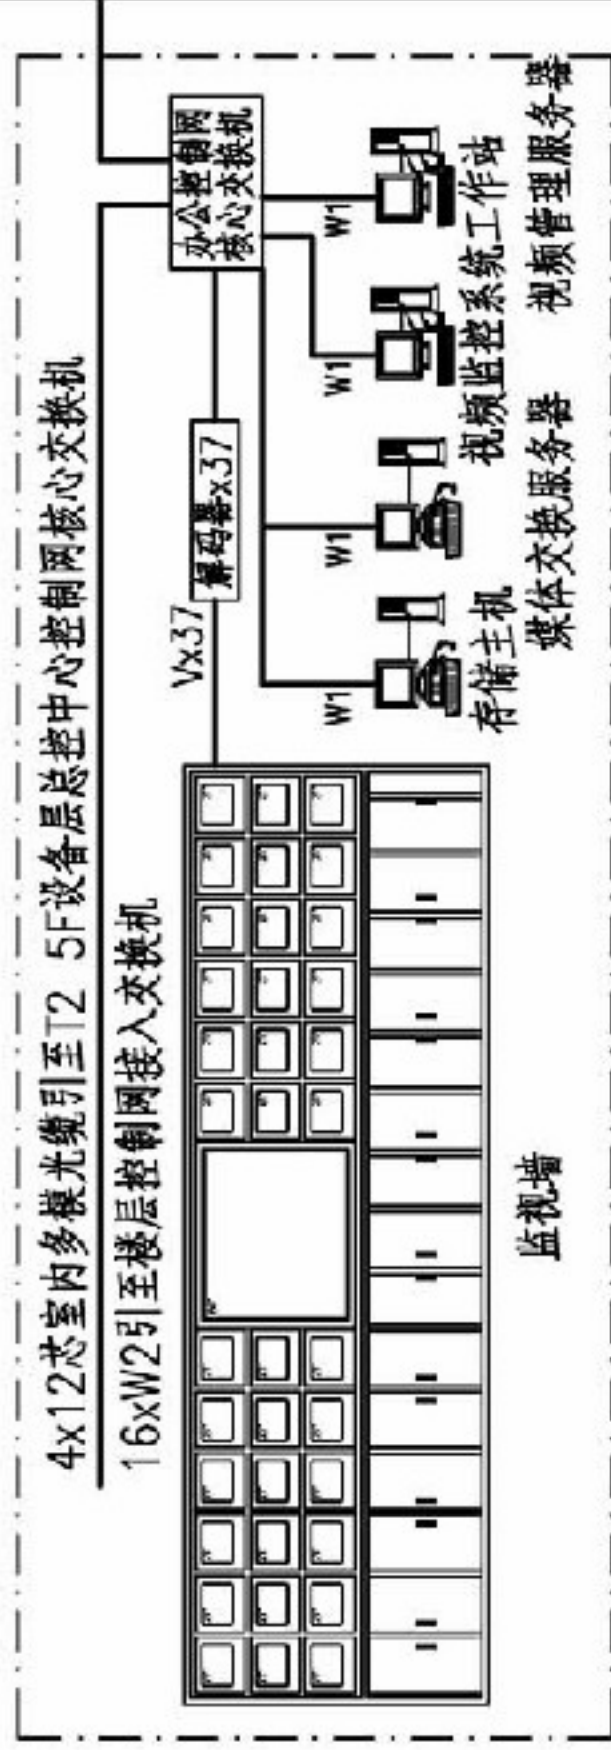 4x12芯室内多模光缆引至T2 5F设备层总控中心控制网核心交换机
16xW2引至楼层控制网接入交换机
办公控制网
核心交换机
Vx37
解码器x37
W1
W1
W1
W1
存储主机
视频监控系统工作站
媒体交换服务器
视频管理服务器
监视墙